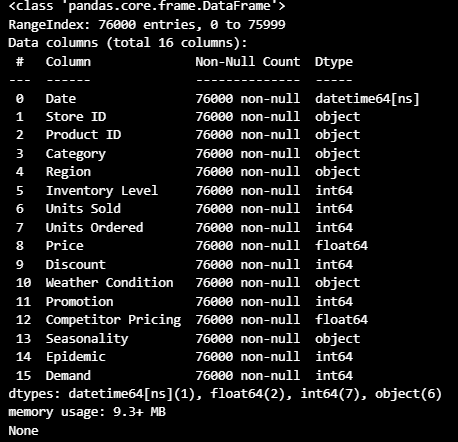 <class 'pandas.core.frame.DataFrame'>
RangeIndex: 76000 entries, 0 to 75999
Data columns (total 16 columns):
 #   Column              Non-Null Count  Dtype
---  ------              --------------  -----
 0   Date                76000 non-null  datetime64[ns]
 1   Store ID            76000 non-null  object
 2   Product ID          76000 non-null  object
 3   Category            76000 non-null  object
 4   Region              76000 non-null  object
 5   Inventory Level     76000 non-null  int64
 6   Units Sold          76000 non-null  int64
 7   Units Ordered       76000 non-null  int64
 8   Price               76000 non-null  float64
 9   Discount            76000 non-null  int64
 10  Weather Condition   76000 non-null  object
 11  Promotion           76000 non-null  int64
 12  Competitor Pricing  76000 non-null  float64
 13  Seasonality         76000 non-null  object
 14  Epidemic            76000 non-null  int64
 15  Demand              76000 non-null  int64
dtypes: datetime64[ns](1), float64(2), int64(7), object(6)
memory usage: 9.3+ MB
None